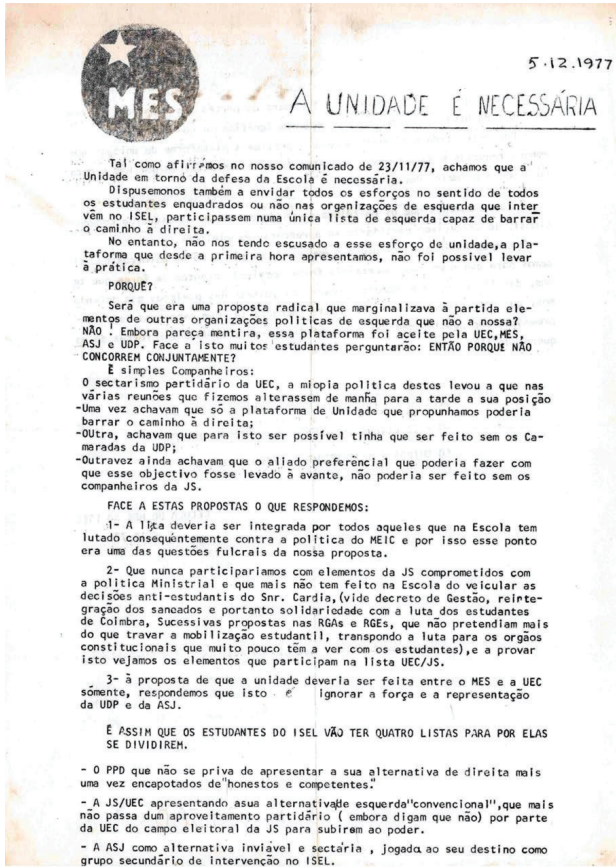 5.12.1977
MES
A UNIDADE É NECESSÁRIA
Tal como afirmámos no nosso comunicado de 23/11/77, achamos que a
Unidade em torno da defesa da Escola é necessária.
Dispusemonos também a envidar todos os esforços no sentido de todos
os estudantes enquadrados ou não nas organizações de esquerda que inter
vêm no ISEL, participassem numa única lista de esquerda capaz de barrar
o caminho à direita.
No entanto, não nos tendo escusado a esse esforço de unidade,a pla-
taforma que desde a primeira hora apresentamos, não foi possivel levar
à prática.
PORQUÊ?
Será que era uma proposta radical que marginalizava à partida ele-
mentos de outras organizações politicas de esquerda que não a nossa?
NÃO ! Embora pareça mentira, essa plataforma foi aceite pela UEC,MES,
ASJ e UDP. Face a isto muitos estudantes perguntarão: ENTÃO PORQUE NÃO
CONCORREM CONJUNTAMENTE?
É simples Companheiros:
O sectarismo partidário da UEC, a miopia politica destes levou a que nas
várias reuniões que fizemos alterassem de manhã para a tarde a sua posição
-Uma vez achavam que só a plataforma de Unidade que propunhamos poderia
barrar o caminho à direita;
-OUtra, achavam que para isto ser possível tinha que ser feito sem os Ca-
maradas da UDP;
-Outravez ainda achavam que o aliado preferêncial que poderia fazer com
que esse objectivo fosse levado à avante, não poderia ser feito sem os
companheiros da JS.
FACE A ESTAS PROPOSTAS O QUE RESPONDEMOS:
1- A lista deveria ser integrada por todos aqueles que na Escola tem
lutado consequentemente contra a politica do MEIC e por isso esse ponto
era uma das questões fulcrais da nossa proposta.
2- Que nunca participariamos com elementos da JS comprometidos com
a politica Ministrial e que mais não tem feito na Escola do veicular as
decisões anti-estudantis do Snr. Cardia,(vide decreto de Gestão, reinte-
gração dos saneados e portanto solidariedade com a luta dos estudantes
de Coimbra, Sucessivas propostas nas RGAs e RGEs, que não pretendiam mais
do que travar a mobilização estudantil, transpondo a luta para os orgãos
constitucionais que muito pouco têm a ver com os estudantes),e a provar
isto vejamos os elementos que participam na lista UEC/JS.
3- à proposta de que a unidade deveria ser feita entre o MES e a UEC
sómente, respondemos que isto é ignorar a força e a representação
da UDP e da ASJ.
É ASSIM QUE OS ESTUDANTES DO ISEL VÃO TER QUATRO LISTAS PARA POR ELAS
SE DIVIDIREM.
- O PPD que não se priva de apresentar a sua alternativa de direita mais
uma vez encapotados de"honestos e competentes."
- A JS/UEC apresentando asua alternativa de esquerda"convencional",que mais
não passa dum aproveitamento partidário ( embora digam que não) por parte
da UEC do campo eleitoral da JS para subirem ao poder.
- A ASJ como alternativa inviável e sectária , jogada ao seu destino como
grupo secundário de intervenção no ISEL.